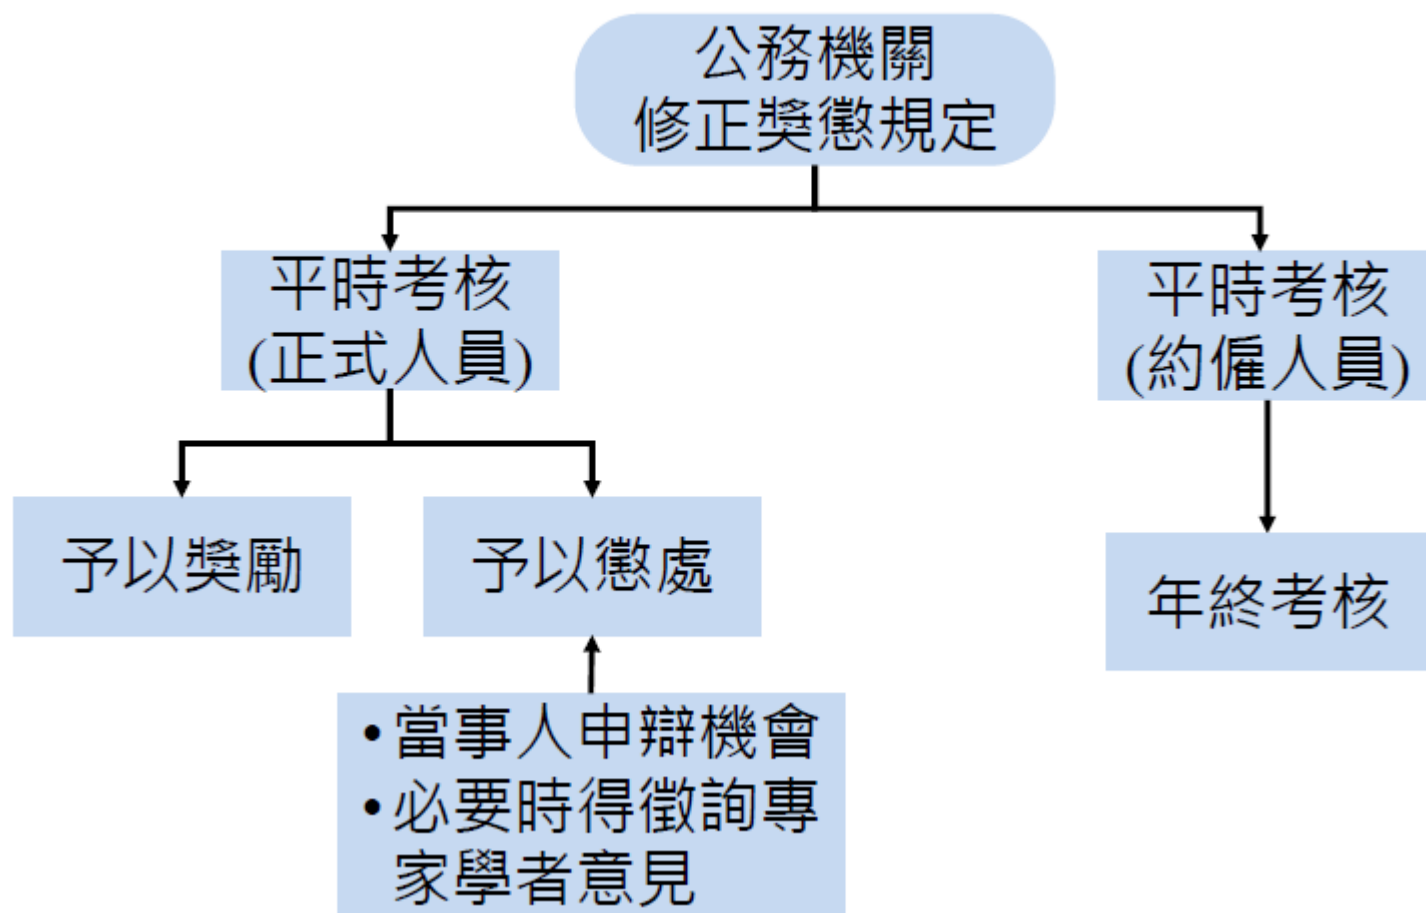 公務機關
修正獎懲規定
平時考核
(正式人員)
平時考核
(約僱人員)
予以獎勵
予以懲處
年終考核
•當事人申辯機會
•必要時得徵詢專
家學者意見